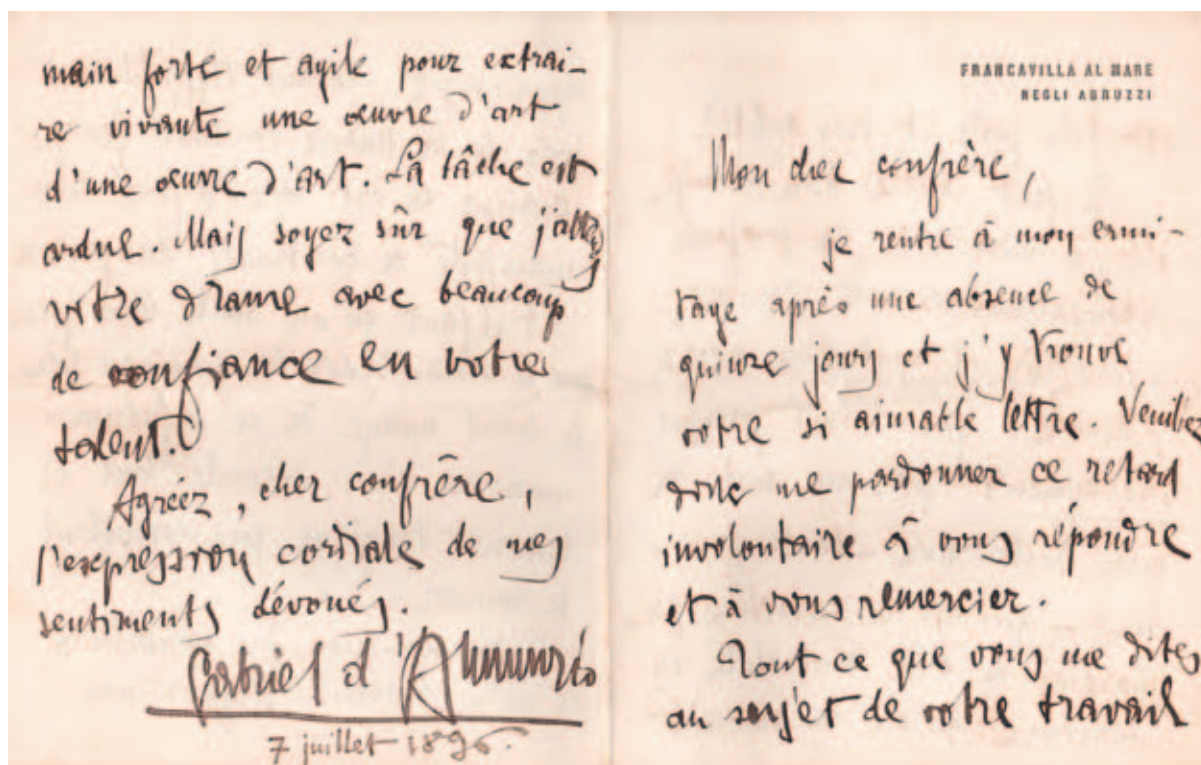 FRANCAVILLA AL MARE
NEGLI ABRUZZI
Mon cher confrère,
je rentre à mon ermi-
tage après une absence de
quinze jours et j'y trouve
votre si aimable lettre. Veuillez
donc me pardonner ce retard
involontaire à vous répondre
et à vous remercier.
Tout ce que vous me dites
au sujet de votre travail
main forte et agile pour extrai-
re vivante une œuvre d'art
d'une œuvre d'art. La tâche est
ardue. Mais soyez sûr que j'attends
votre drame avec beaucoup
de confiance en votre
talent.
Agréez, cher confrère,
l'expression cordiale de mes
sentiments dévoués.
Gabriel d'Annunzio
7 juillet 1896.